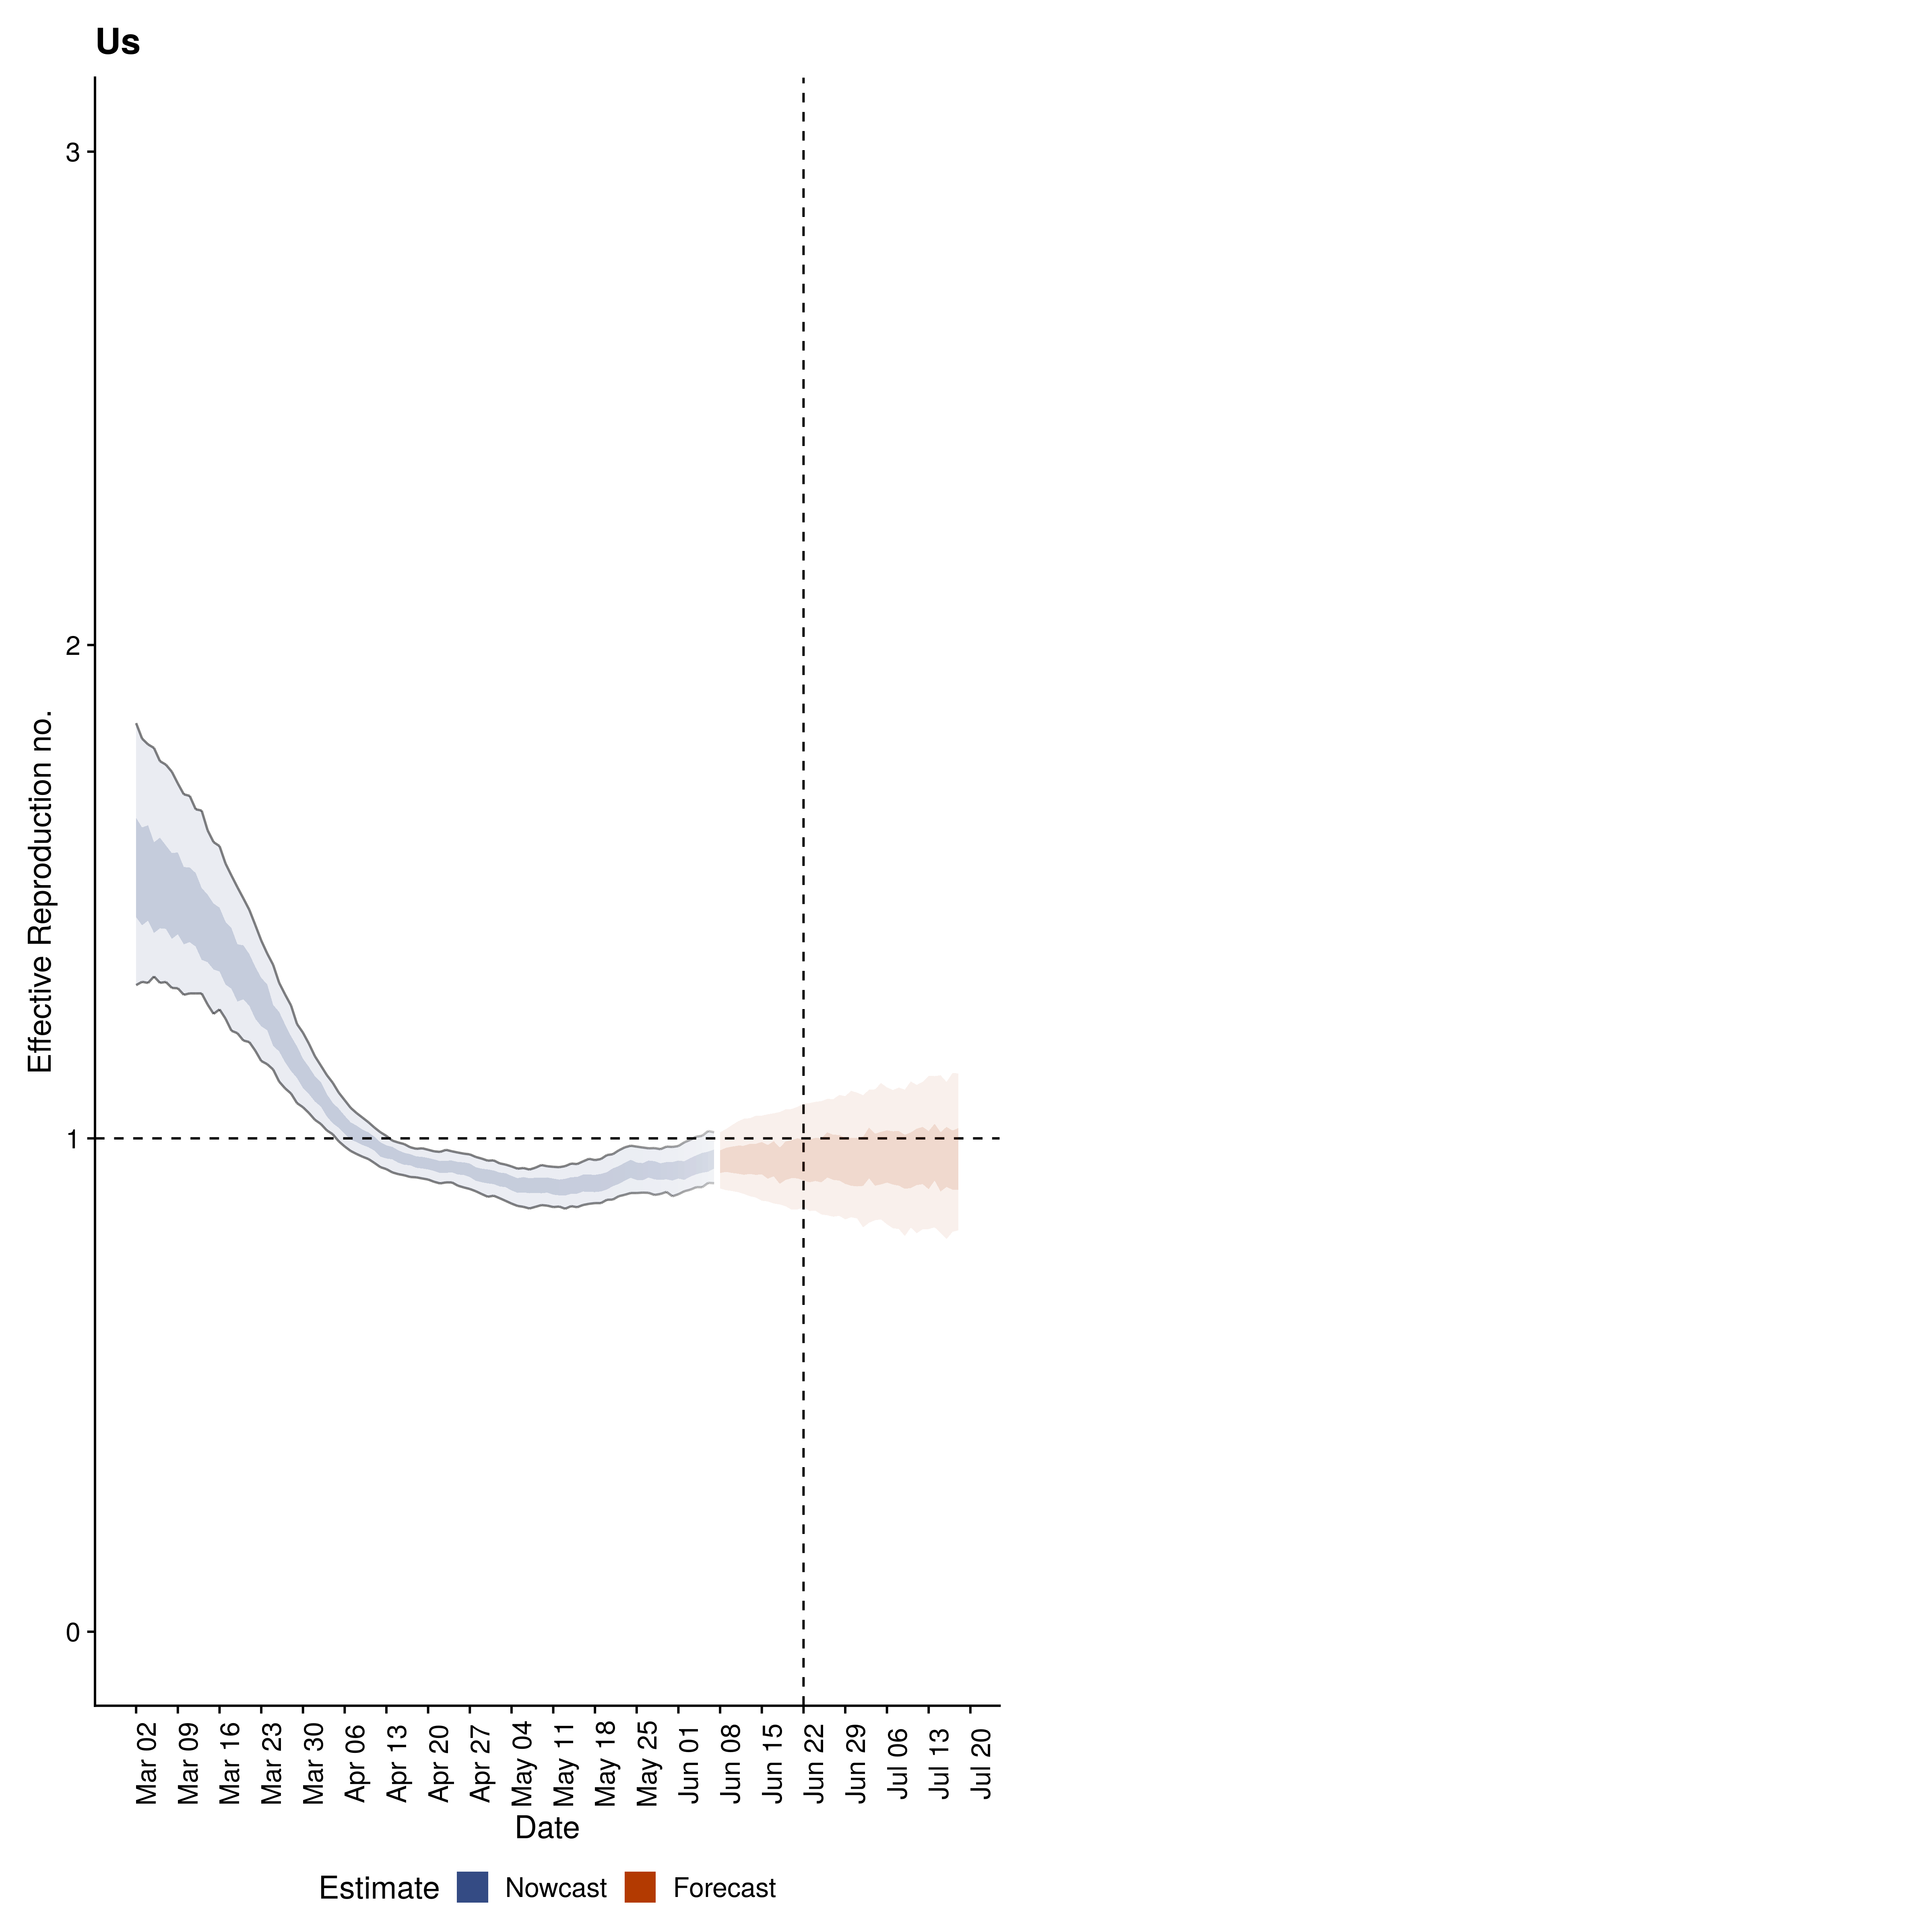 Us
Effective Reproduction no.
3
2
1
0
Mar 02
Mar 09
Mar 16
Mar 23
Mar 30
Apr 06
Apr 13
Apr 20
Apr 27
May 04
May 11
May 18
May 25
Jun 01
Jun 08
Jun 15
Jun 22
Jun 29
Jul 06
Jul 13
Jul 20
Date
Estimate Nowcast Forecast